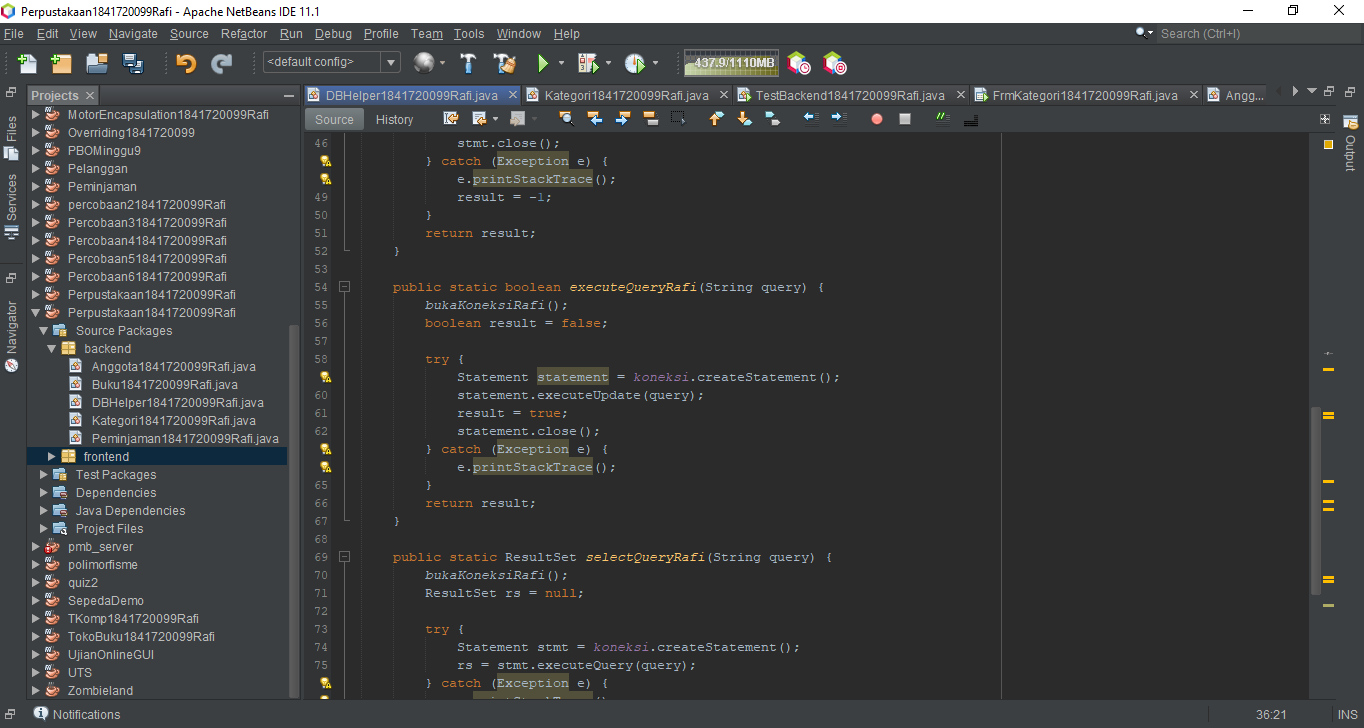 Perpustakaan1841720099Rafi - Apache NetBeans IDE 11.1
File Edit View Navigate Source Refactor Run Debug Profile Team Tools Window Help
Search (Ctrl+I)
<default config>
437.9/1110MB
Projects
DBHelper1841720099Rafi.java
Kategori1841720099Rafi.java
TestBackend1841720099Rafi.java
FrmKategori1841720099Rafi.java
Angg...
Source History
Files
Services
Navigator
Output
MotorEncapsulation1841720099Rafi
Overriding1841720099
PBOMinggu9
Pelanggan
Peminjaman
percobaan21841720099Rafi
Percobaan31841720099Rafi
Percobaan41841720099Rafi
Percobaan51841720099Rafi
Percobaan61841720099Rafi
Perpustakaan1841720099Rafi
Perpustakaan1841720099Rafi
Source Packages
backend
Anggota1841720099Rafi.java
Buku1841720099Rafi.java
DBHelper1841720099Rafi.java
Kategori1841720099Rafi.java
Peminjaman1841720099Rafi.java
frontend
Test Packages
Dependencies
Java Dependencies
Project Files
pmb_server
polimorfisme
quiz2
SepedaDemo
TKomp1841720099Rafi
TokoBuku1841720099Rafi
UjianOnlineGUI
UTS
Zombieland
46 stmt.close();
} catch (Exception e) {
e.printStackTrace();
49 result = -1;
50 }
51 return result;
52 }
53
54 public static boolean executeQueryRafi(String query) {
55 bukaKoneksiRafi();
56 boolean result = false;
57
58 try {
Statement statement = koneksi.createStatement();
60 statement.executeUpdate(query);
61 result = true;
62 statement.close();
} catch (Exception e) {
e.printStackTrace();
65 }
66 return result;
67 }
68
69 public static ResultSet selectQueryRafi(String query) {
70 bukaKoneksiRafi();
71 ResultSet rs = null;
72
73 try {
74 Statement stmt = koneksi.createStatement();
75 rs = stmt.executeQuery(query);
} catch (Exception e) {
Notifications
36:21 INS